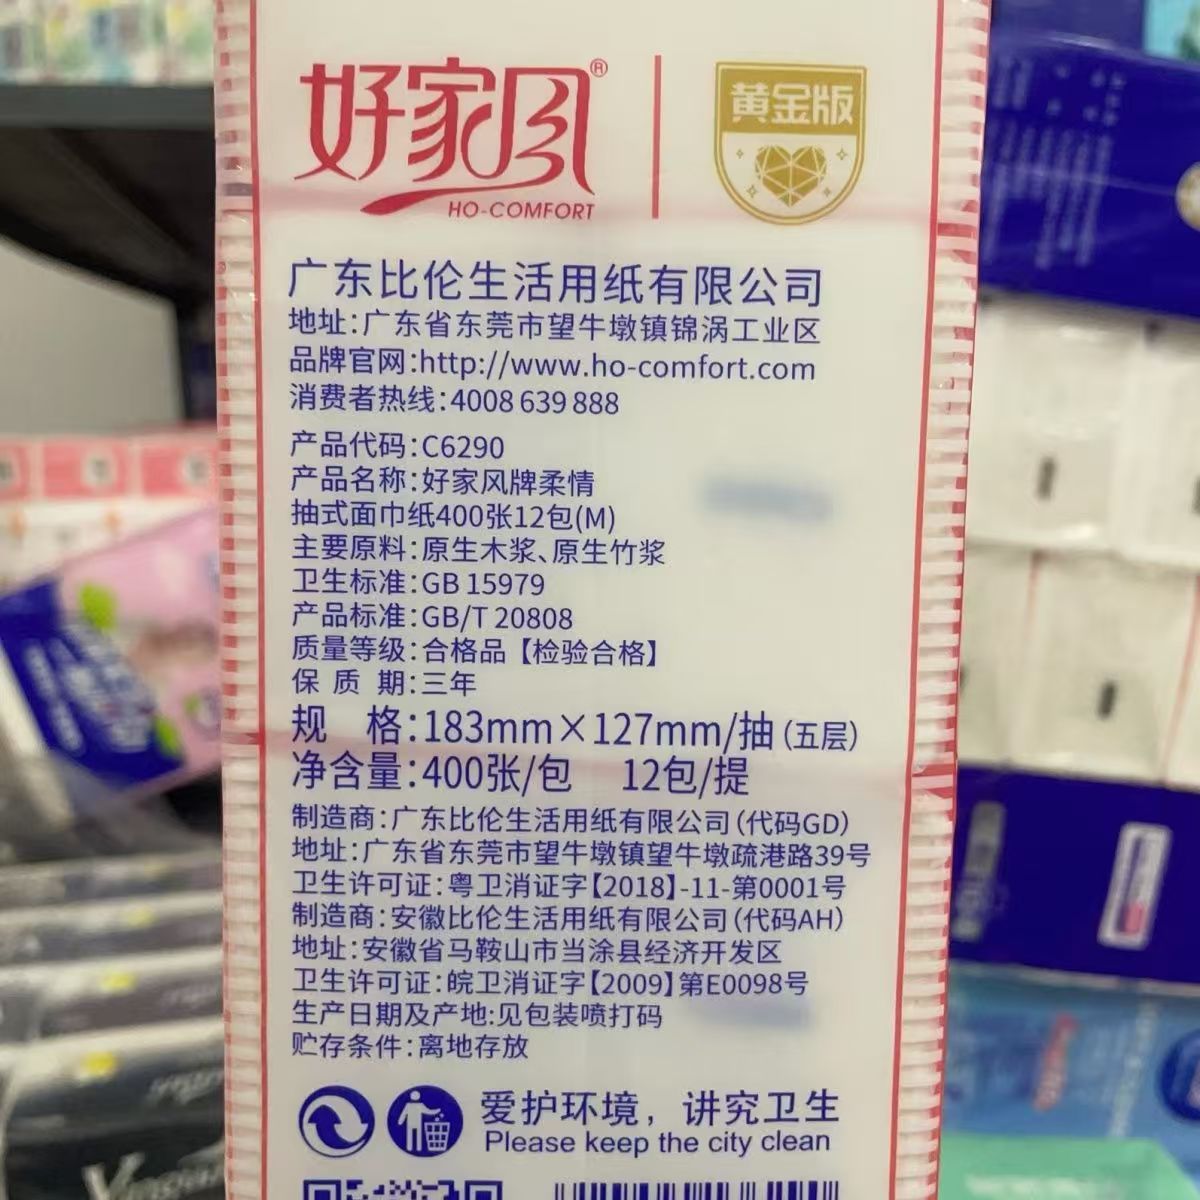 好家风®
HO-COMFORT
黄金版
广东比伦生活用纸有限公司
地址:广东省东莞市望牛墩镇锦涡工业区
品牌官网:http://www.ho-comfort.com
消费者热线:4008 639 888
产品代码:C6290
产品名称:好家风牌柔情
抽式面巾纸400张12包(M)
主要原料:原生木浆、原生竹浆
卫生标准:GB 15979
产品标准:GB/T 20808
质量等级:合格品【检验合格】
保 质 期:三年
规 格:183mm×127mm/抽(五层)
净含量:400张/包 12包/提
制造商:广东比伦生活用纸有限公司(代码GD)
地址:广东省东莞市望牛墩镇望牛墩疏港路39号
卫生许可证:粤卫消证字【2018】-11-第0001号
制造商:安徽比伦生活用纸有限公司(代码AH)
地址:安徽省马鞍山市当涂县经济开发区
卫生许可证:皖卫消证字【2009】第E0098号
生产日期及产地:见包装喷打码
贮存条件:离地存放
爱护环境，讲究卫生
Please keep the city clean